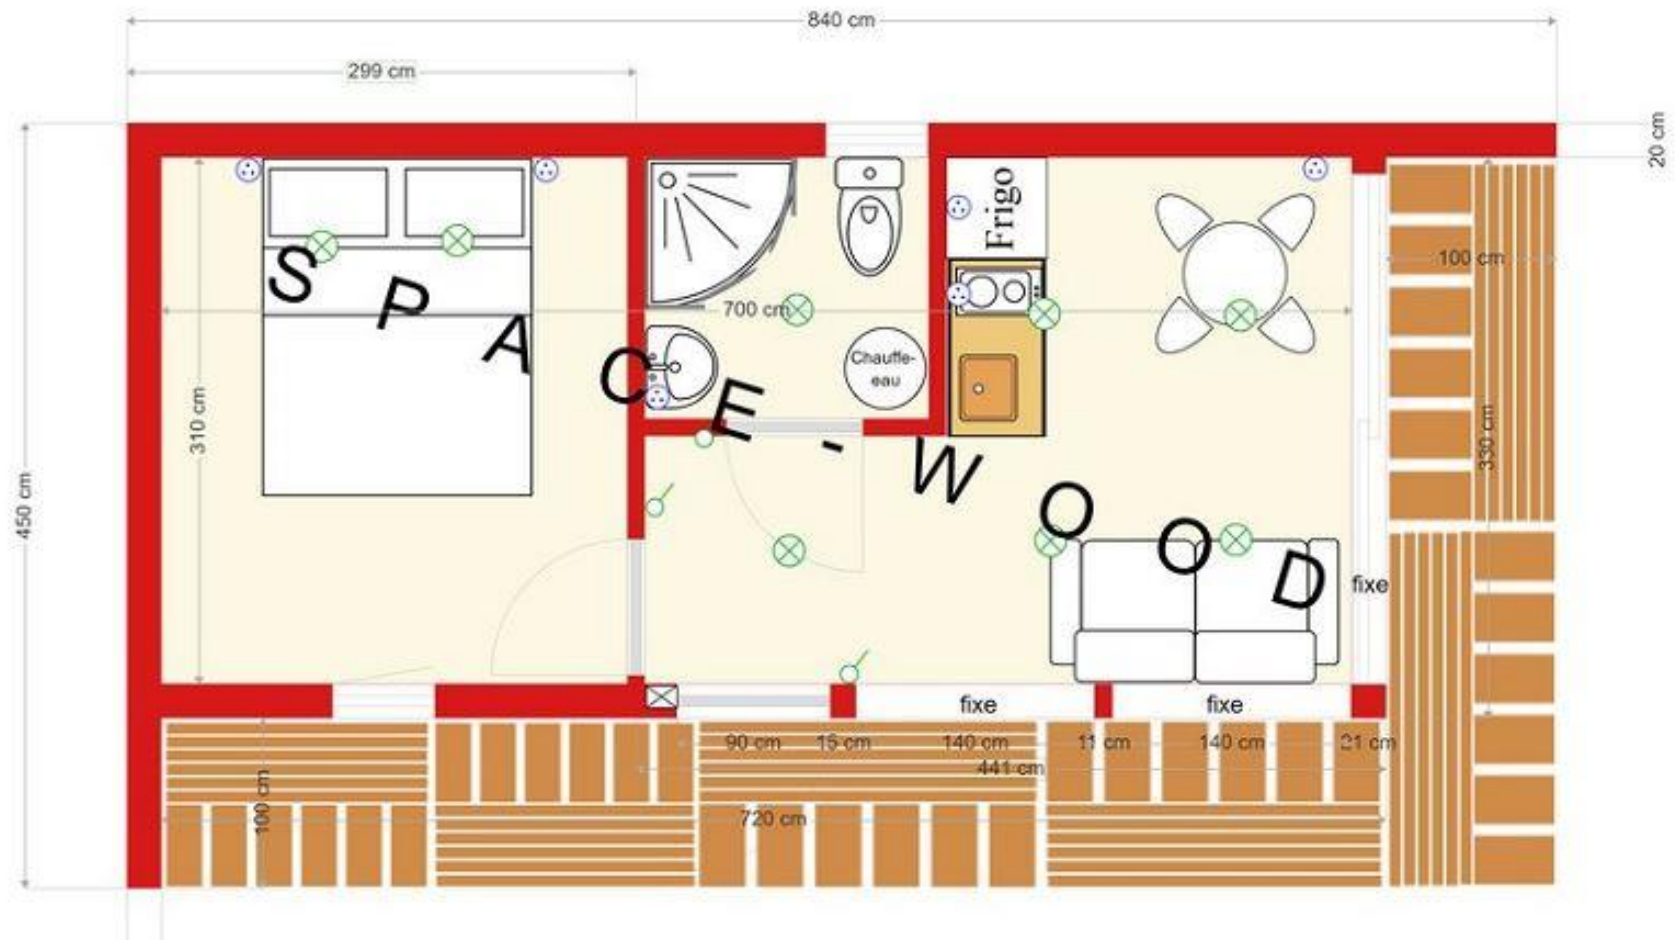 840 cm
299 cm
20 cm
Frigo
100 cm
700 cm
Chauffe-
eau
310 cm
330 cm
450 cm
SPACE-WOOD
fixe
fixe
fixe
90 cm 15 cm 140 cm 11 cm 140 cm 21 cm
441 cm
100 cm
720 cm